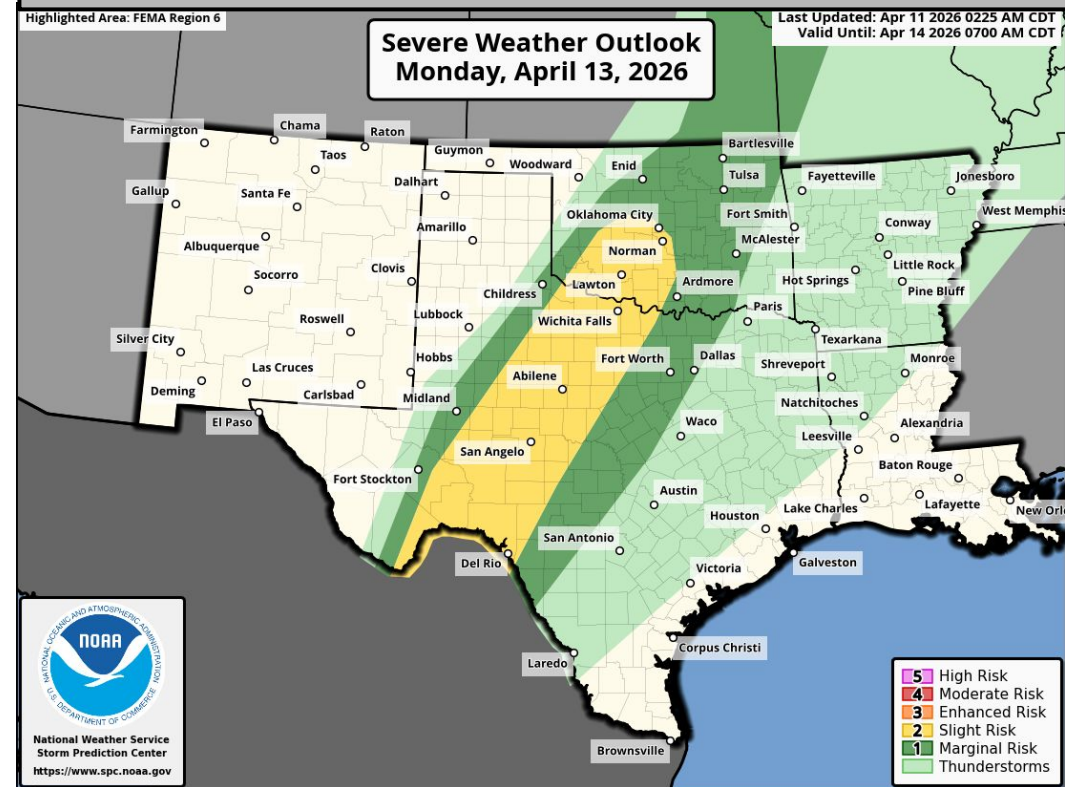 Highlighted Area: FEMA Region 6
Last Updated: Apr 11 2026 0225 AM CDT
Valid Until: Apr 14 2026 0700 AM CDT
Severe Weather Outlook
Monday, April 13, 2026
Farmington
Chama
Raton
Taos
Guymon
Woodward
Enid
Bartlesville
Tulsa
Fayetteville
Jonesboro
Gallup
Santa Fe
Dalhart
Albuquerque
Amarillo
Oklahoma City
Norman
Fort Smith
McAlester
Conway
West Memphis
Socorro
Clovis
Childress
Lawton
Ardmore
Hot Springs
Little Rock
Pine Bluff
Roswell
Lubbock
Wichita Falls
Paris
Texarkana
Silver City
Deming
Las Cruces
Carlsbad
Hobbs
Midland
Abilene
Fort Worth
Dallas
Shreveport
Monroe
El Paso
Natchitoches
Alexandria
Leesville
Fort Stockton
San Angelo
Waco
Baton Rouge
Austin
Houston
Lake Charles
Lafayette
New Orl
Del Rio
San Antonio
Victoria
Galveston
Laredo
Corpus Christi
Brownsville
NATIONAL OCEANIC AND ATMOSPHERIC ADMINISTRATION
NOAA
U.S. DEPARTMENT OF COMMERCE
National Weather Service
Storm Prediction Center
https://www.spc.noaa.gov
5 High Risk
4 Moderate Risk
3 Enhanced Risk
2 Slight Risk
1 Marginal Risk
Thunderstorms